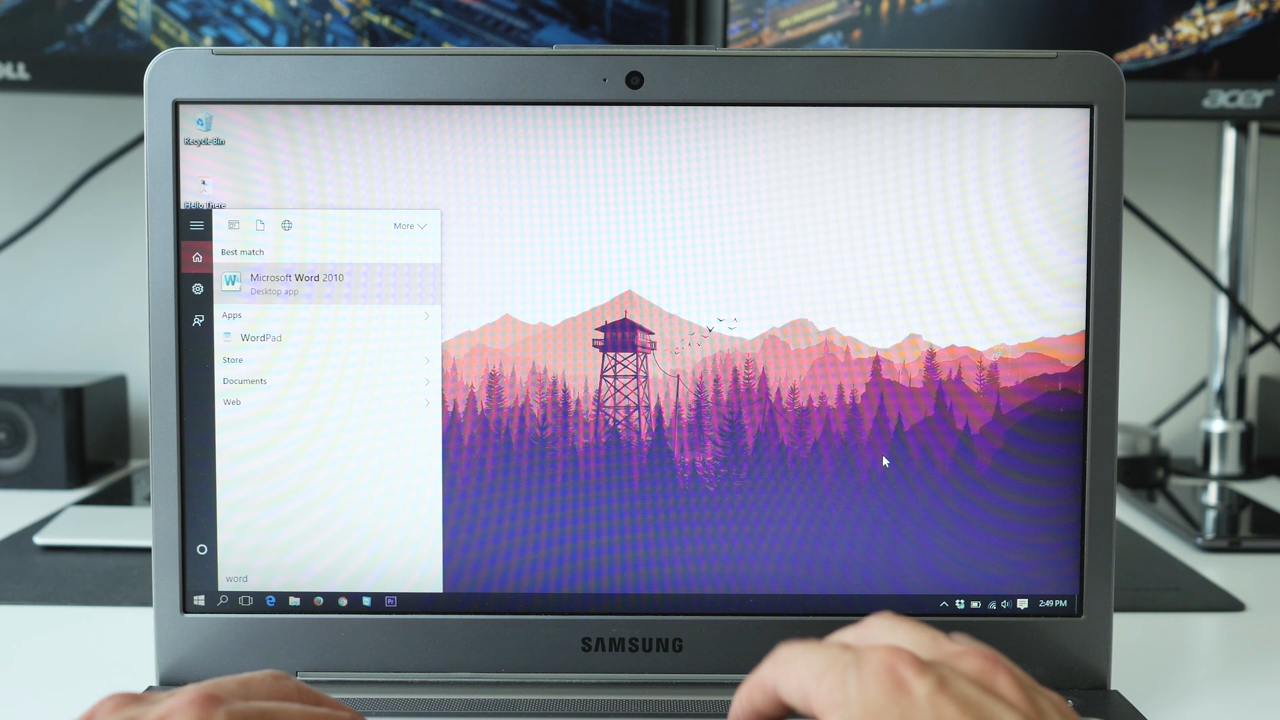 DELL
acer
Recycle Bin
Hello There
More
Best match
Microsoft Word 2010
Desktop app
Apps
WordPad
Store
Documents
Web
word
Pr
2:49 PM
SAMSUNG